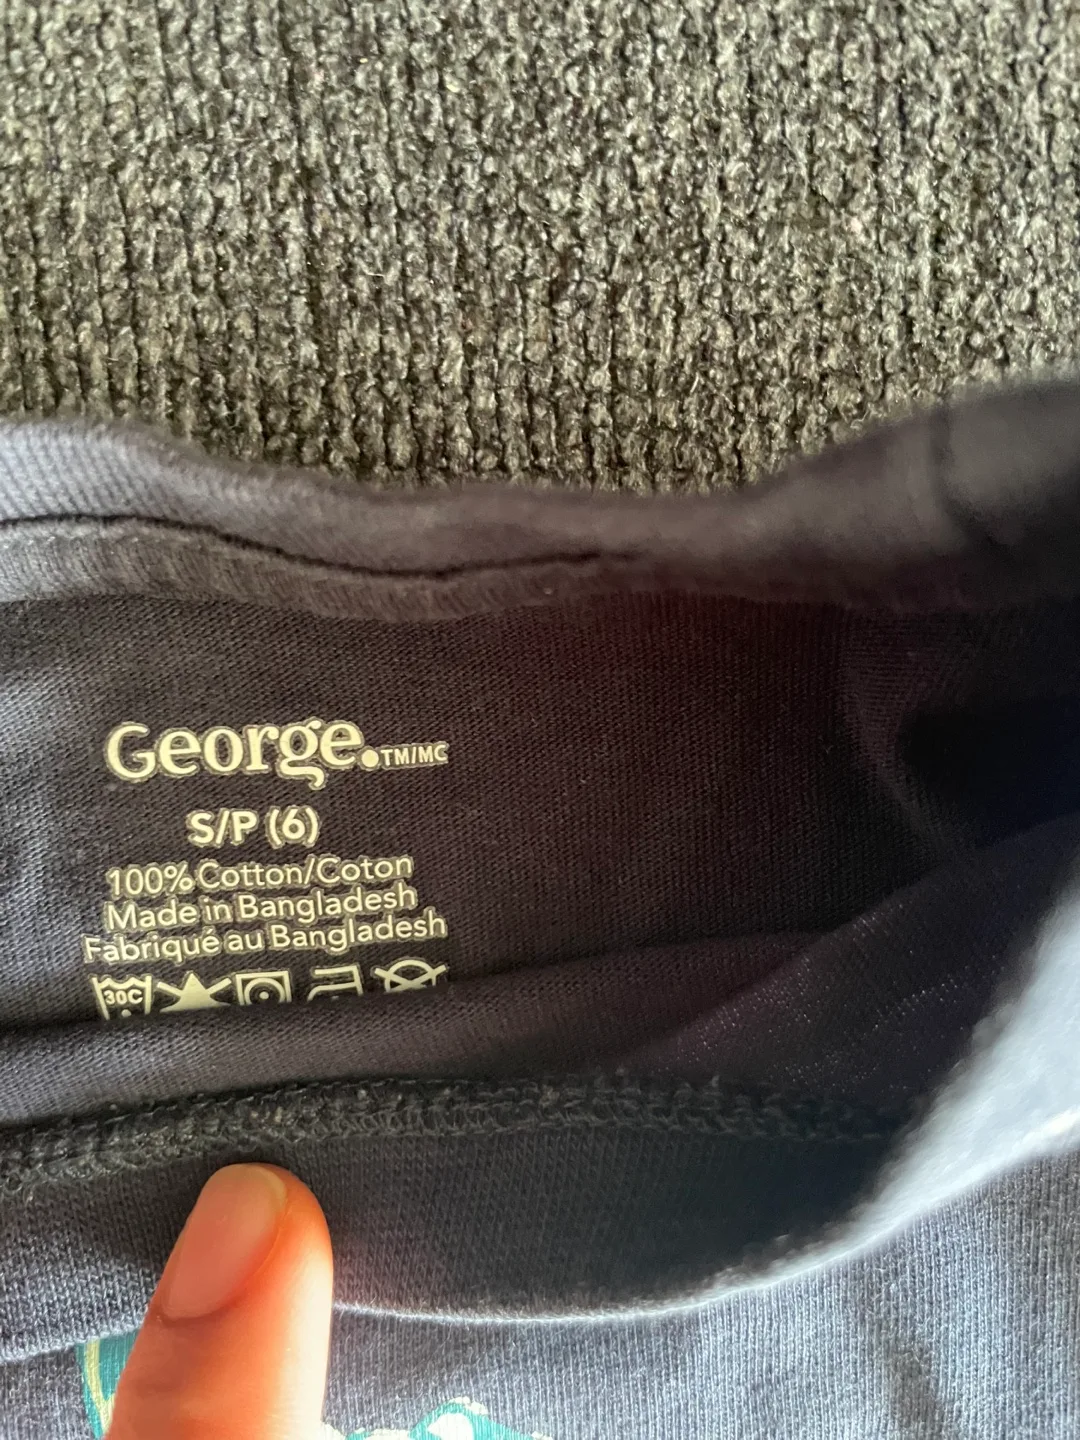 George.TM/MC
S/P (6)
100% Cotton/Coton
Made in Bangladesh
Fabriqué au Bangladesh
30C